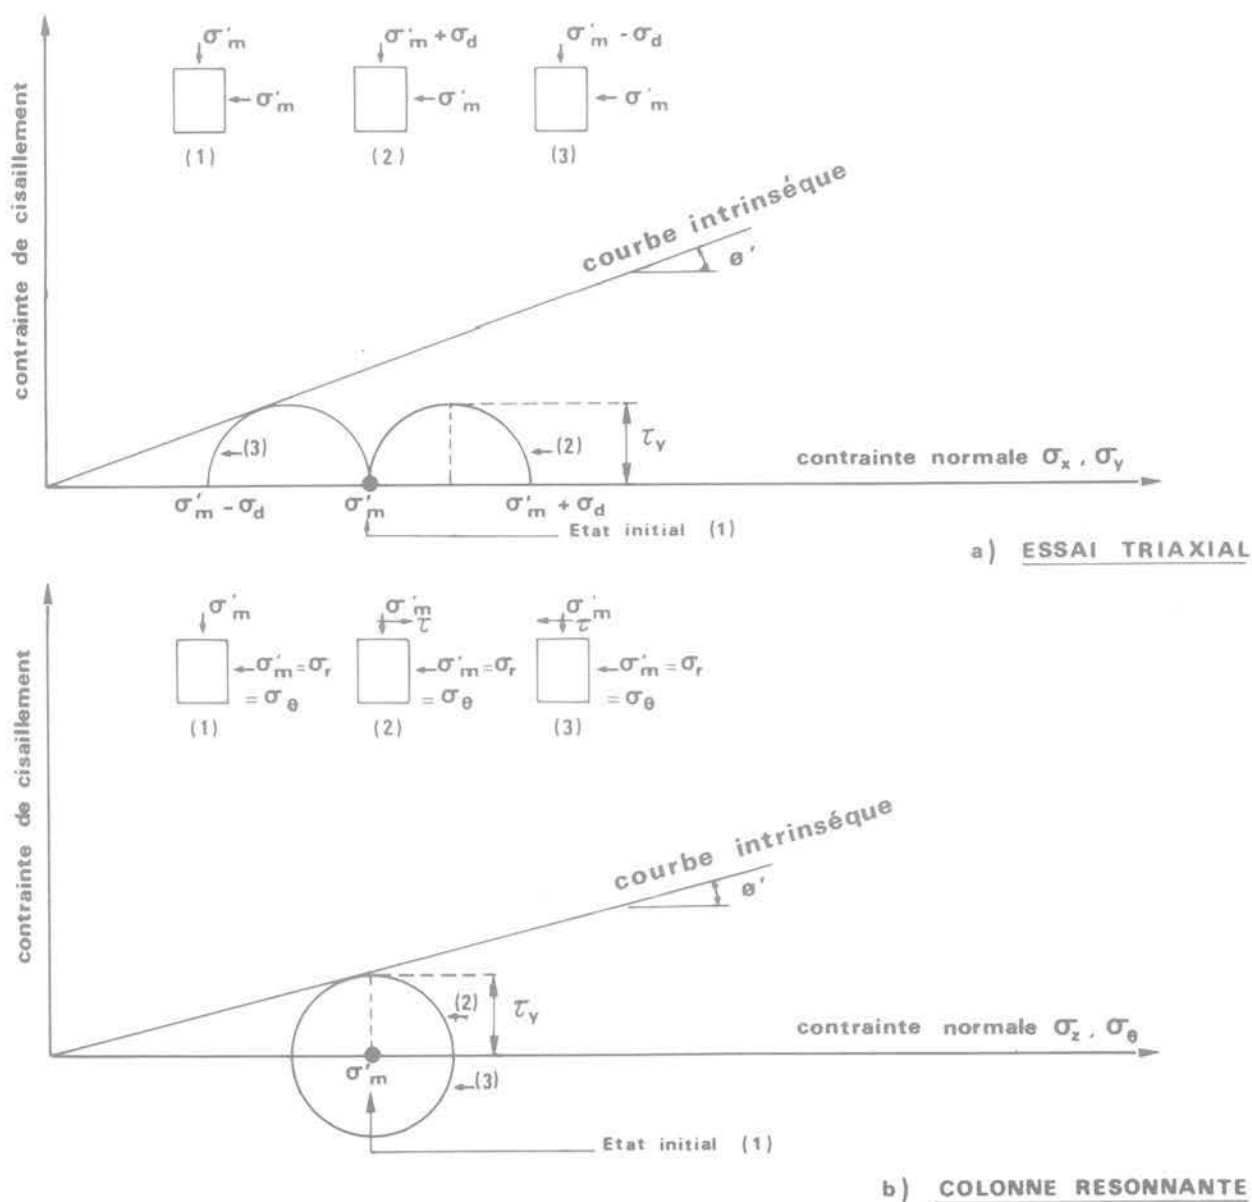 contrainte de cisaillement
σ'm σ'm + σd σ'm - σd
σ'm σ'm σ'm
(1) (2) (3)
courbe intrinséque
ø'
(3) (2) τy
contrainte normale σx , σy
σ'm - σd σ'm σ'm + σd
Etat initial (1)
a) ESSAI TRIAXIAL
contrainte de cisaillement
σ'm σ'm σ'm
τ τ
σ'm = σr σ'm = σr σ'm = σr
= σθ = σθ = σθ
(1) (2) (3)
courbe intrinséque
ø'
(2) τy
contrainte normale σz , σθ
σ'm (3)
Etat initial (1)
b) COLONNE RESONNANTE